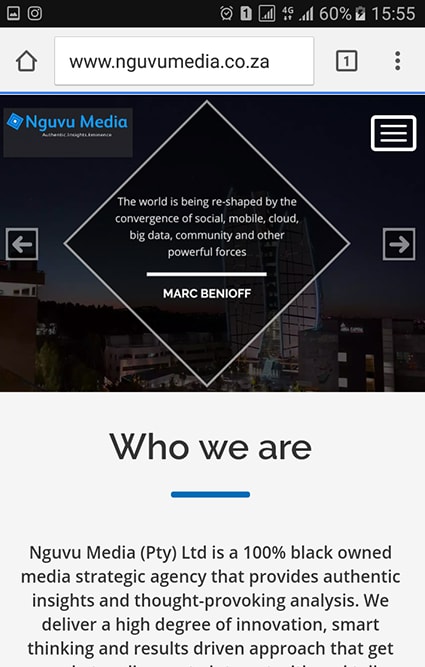 4G 60% 15:55
www.nguvumedia.co.za
1
Nguvu Media
Authentic.Insights.Eminence
The world is being re-shaped by the
convergence of social, mobile, cloud,
big data, community and other
powerful forces
MARC BENIOFF
Who we are
Nguvu Media (Pty) Ltd is a 100% black owned
media strategic agency that provides authentic
insights and thought-provoking analysis. We
deliver a high degree of innovation, smart
thinking and results driven approach that get